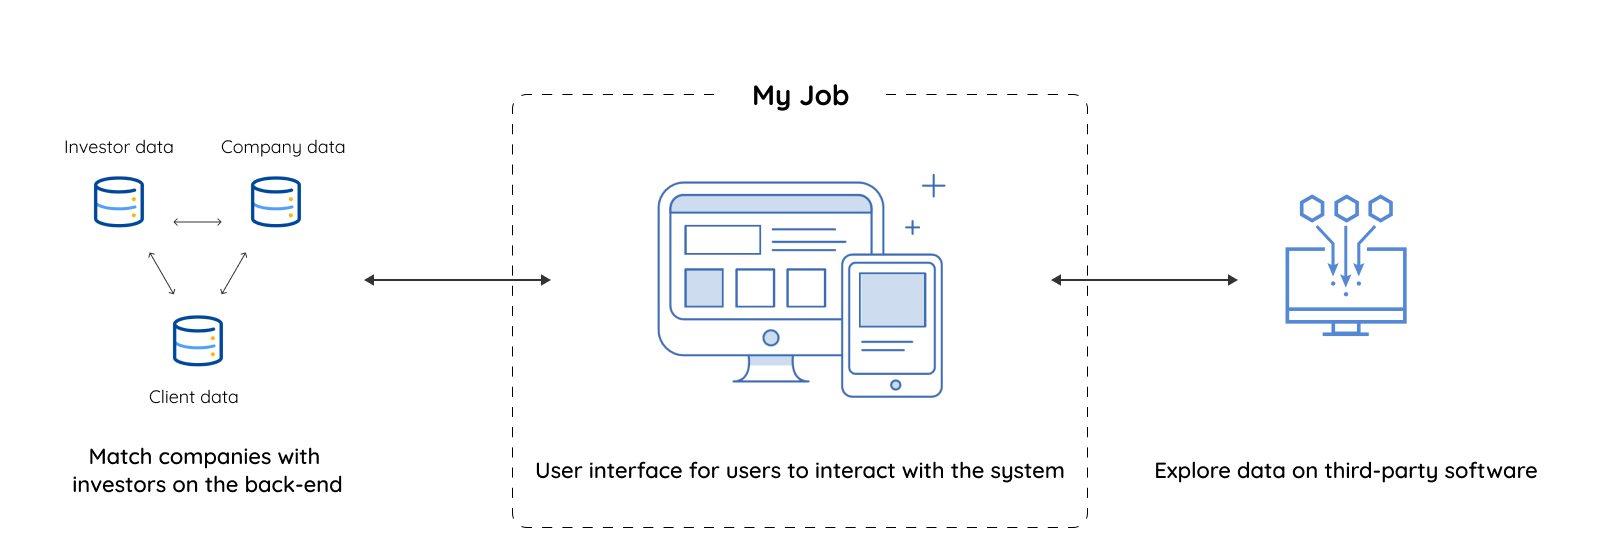 My Job
Investor data
Company data
Client data
Match companies with
investors on the back-end
User interface for users to interact with the system
Explore data on third-party software